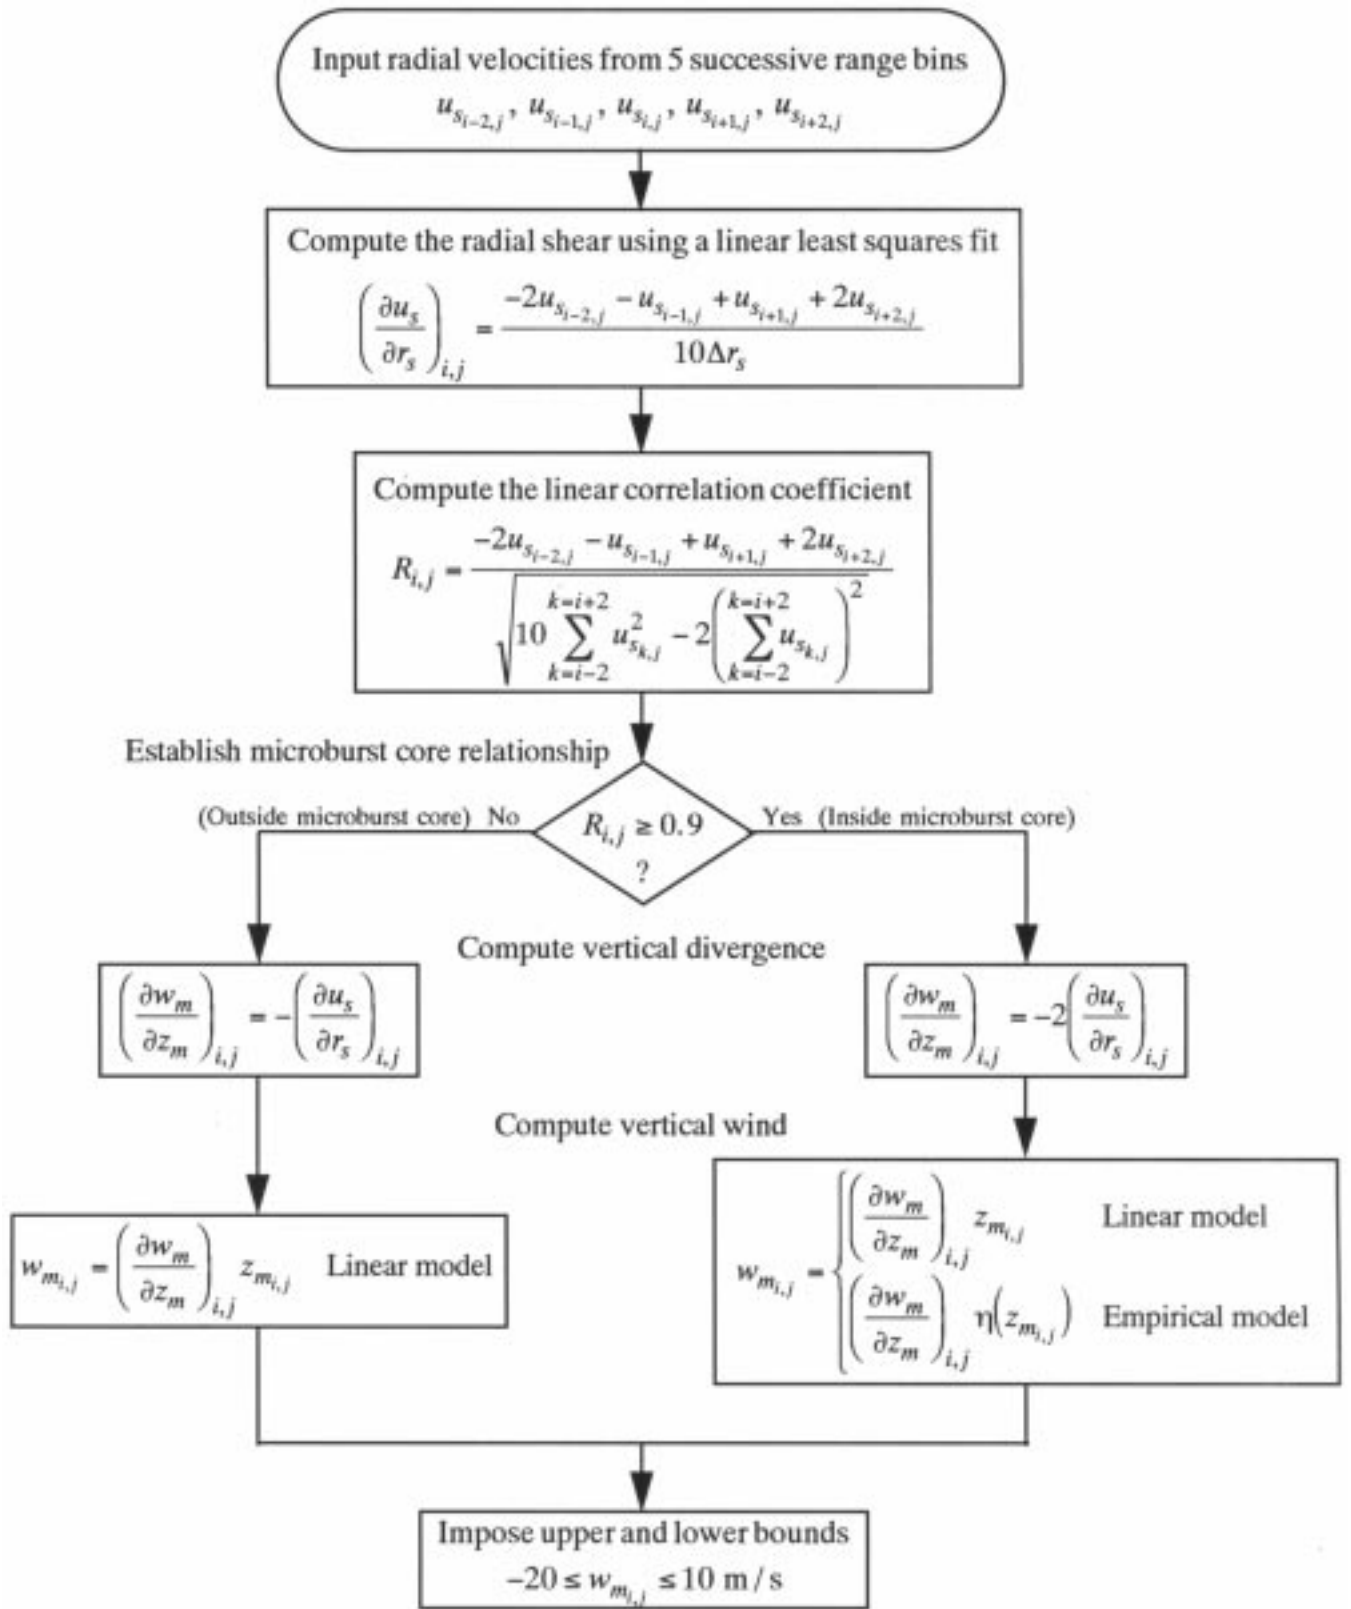 Input radial velocities from 5 successive range bins
u_{s_{i−2,j}}, u_{s_{i−1,j}}, u_{s_{i,j}}, u_{s_{i+1,j}}, u_{s_{i+2,j}}
Compute the radial shear using a linear least squares fit
(∂u_s/∂r_s)_{i,j} = (−2u_{s_{i−2,j}} − u_{s_{i−1,j}} + u_{s_{i+1,j}} + 2u_{s_{i+2,j}}) / 10Δr_s
Compute the linear correlation coefficient
R_{i,j} = (−2u_{s_{i−2,j}} − u_{s_{i−1,j}} + u_{s_{i+1,j}} + 2u_{s_{i+2,j}}) / √(10 ∑_{k=i−2}^{k=i+2} u²_{s_{k,j}} − 2(∑_{k=i−2}^{k=i+2} u_{s_{k,j}})²)
Establish microburst core relationship
(Outside microburst core) No
R_{i,j} ≥ 0.9
?
Yes (Inside microburst core)
Compute vertical divergence
(∂w_m/∂z_m)_{i,j} = −(∂u_s/∂r_s)_{i,j}
(∂w_m/∂z_m)_{i,j} = −2(∂u_s/∂r_s)_{i,j}
Compute vertical wind
w_{m_{i,j}} = (∂w_m/∂z_m)_{i,j} z_{m_{i,j}} Linear model
w_{m_{i,j}} = { (∂w_m/∂z_m)_{i,j} z_{m_{i,j}} Linear model
(∂w_m/∂z_m)_{i,j} η(z_{m_{i,j}}) Empirical model
Impose upper and lower bounds
−20 ≤ w_{m_{i,j}} ≤ 10 m / s